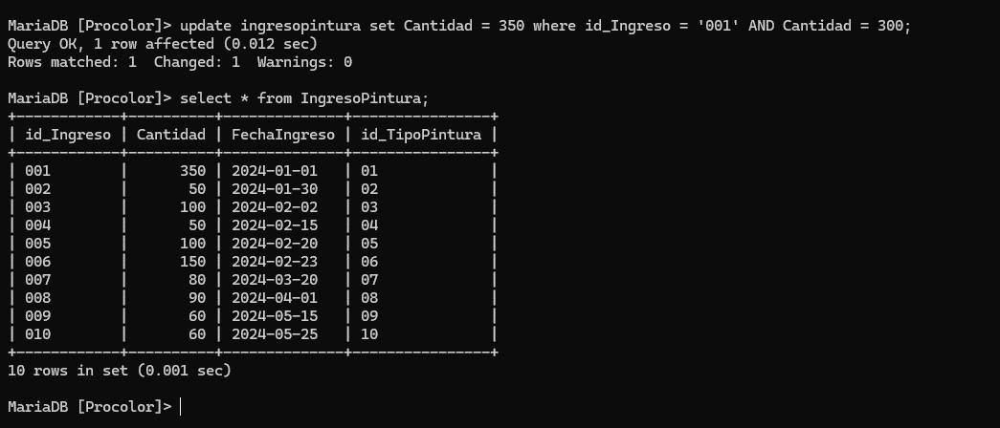 MariaDB [Procolor]> update ingresopintura set Cantidad = 350 where id_Ingreso = '001' AND Cantidad = 300;
Query OK, 1 row affected (0.012 sec)
Rows matched: 1  Changed: 1  Warnings: 0

MariaDB [Procolor]> select * from IngresoPintura;
+------------+----------+--------------+----------------+
| id_Ingreso | Cantidad | FechaIngreso | id_TipoPintura |
+------------+----------+--------------+----------------+
| 001        |      350 | 2024-01-01   | 01             |
| 002        |       50 | 2024-01-30   | 02             |
| 003        |      100 | 2024-02-02   | 03             |
| 004        |       50 | 2024-02-15   | 04             |
| 005        |      100 | 2024-02-20   | 05             |
| 006        |      150 | 2024-02-23   | 06             |
| 007        |       80 | 2024-03-20   | 07             |
| 008        |       90 | 2024-04-01   | 08             |
| 009        |       60 | 2024-05-15   | 09             |
| 010        |       60 | 2024-05-25   | 10             |
+------------+----------+--------------+----------------+
10 rows in set (0.001 sec)

MariaDB [Procolor]>